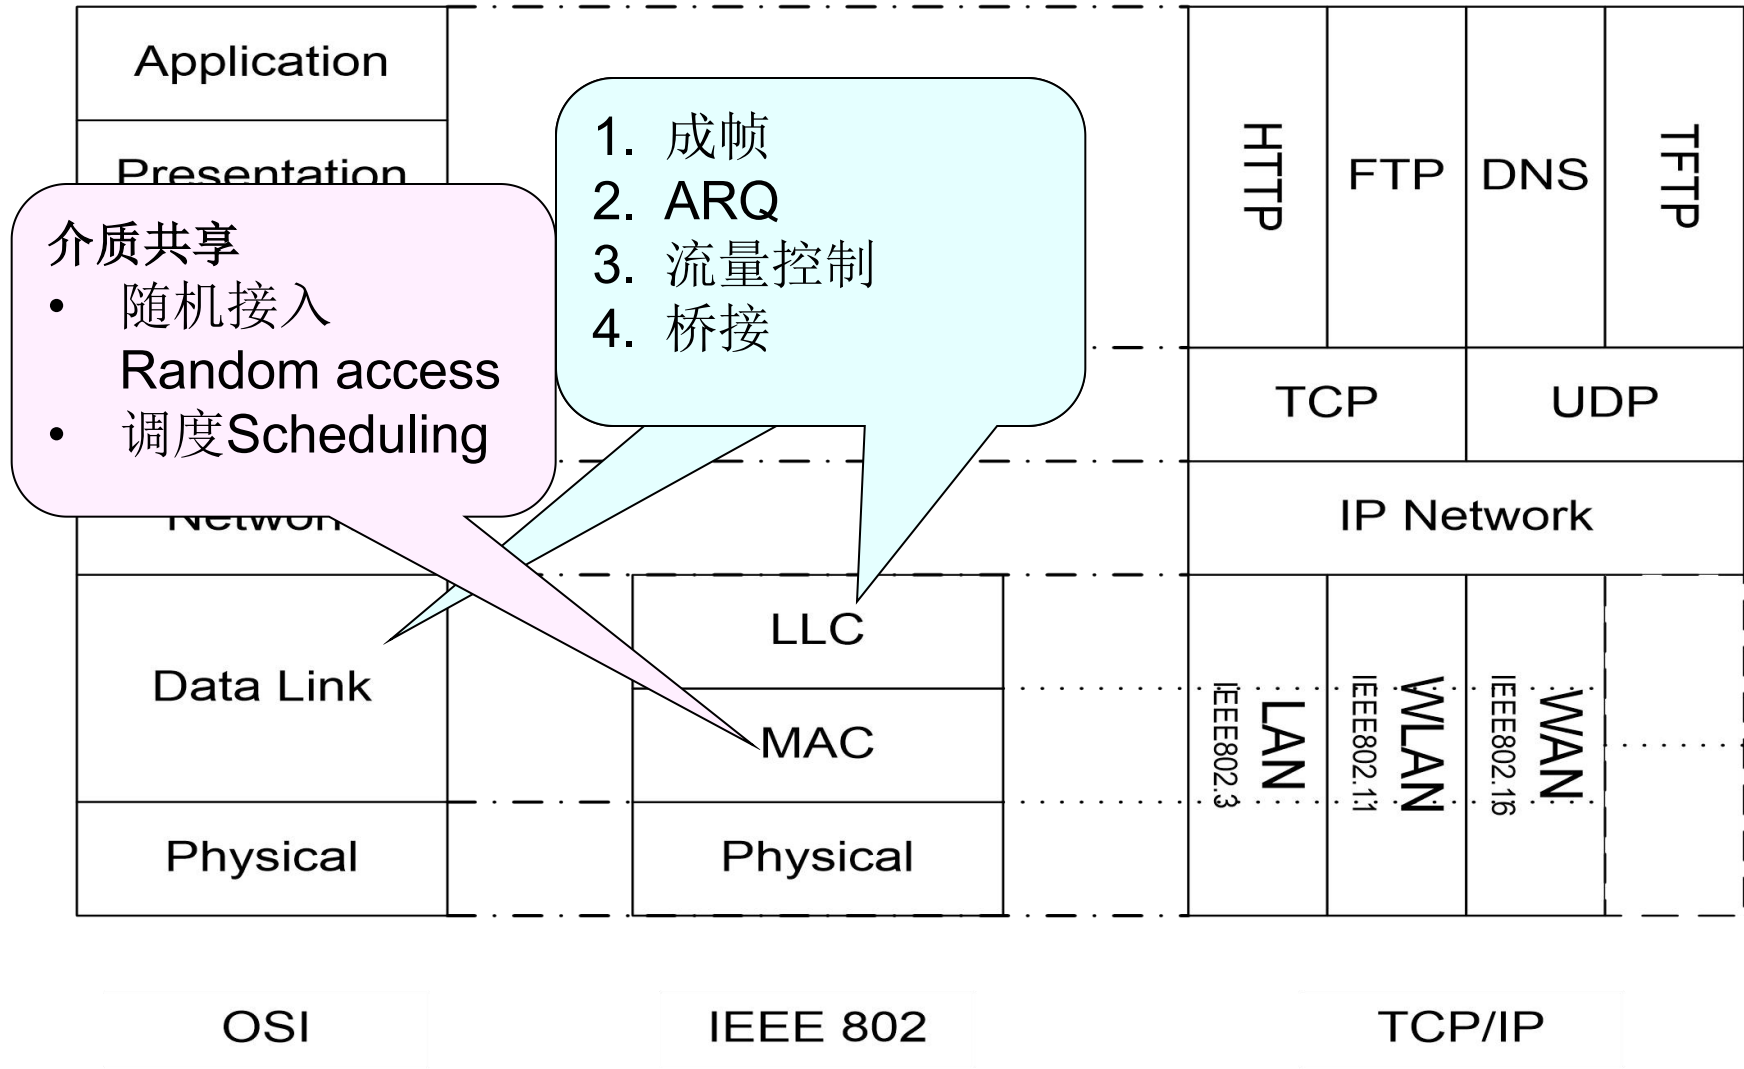 Application
Presentation
介质共享
• 随机接入
Random access
• 调度Scheduling
Network
Data Link
Physical
OSI
1. 成帧
2. ARQ
3. 流量控制
4. 桥接
LLC
MAC
Physical
IEEE 802
HTTP
FTP
DNS
TFTP
TCP
UDP
IP Network
LAN
IEEE802.3
WLAN
IEEE802.11
WAN
IEEE802.16
TCP/IP